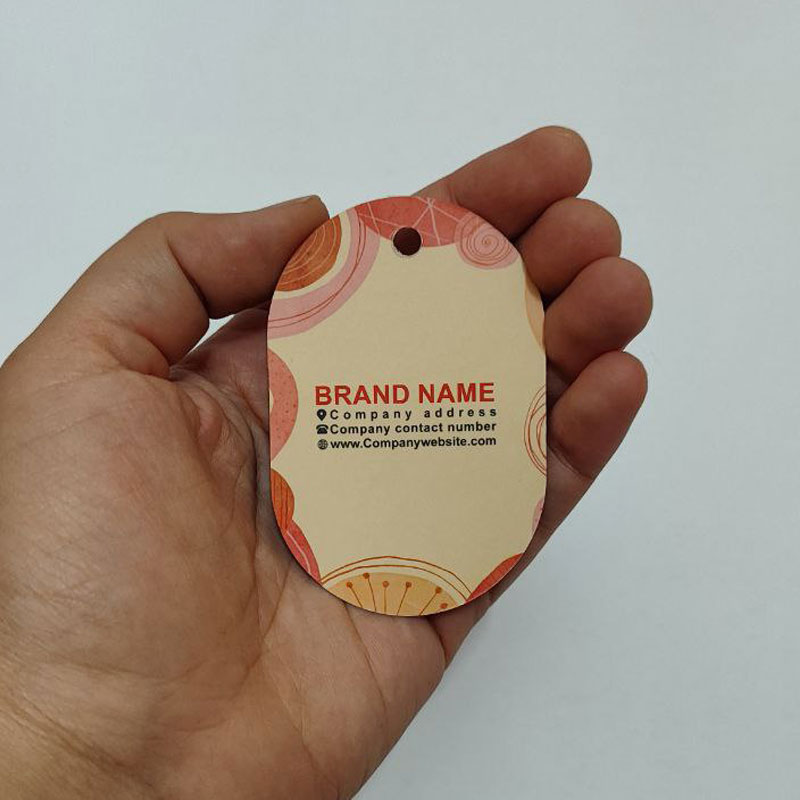 BRAND NAME
Company address
Company contact number
www.Companywebsite.com